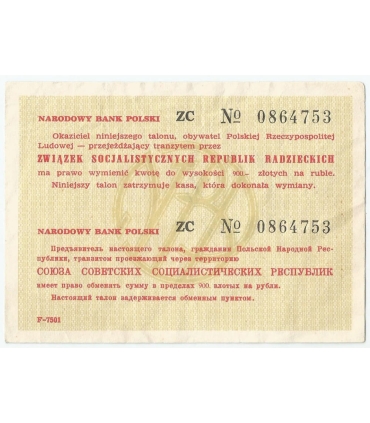 NARODOWY BANK POLSKI ZC № 0864753
Okaziciel niniejszego talonu, obywatel Polskiej Rzeczypospolitej
Ludowej — przejeżdżający tranzytem przez
ZWIĄZEK SOCJALISTYCZNYCH REPUBLIK RADZIECKICH
ma prawo wymienić kwotę do wysokości 900.— złotych na ruble.
Niniejszy talon zatrzymuje kasa, która dokonała wymiany.
NARODOWY BANK POLSKI ZC № 0864753
Предъявитель настоящего талона, гражданин Польской Народной Рес-
публики, транзитом проезжающий через территорию
СОЮЗА СОВЕТСКИХ СОЦИАЛИСТИЧЕСКИХ РЕСПУБЛИК
имеет право обменять сумму в пределах 900. злотых на рубли.
Настоящий талон задерживается обменным пунктом.
F-7501